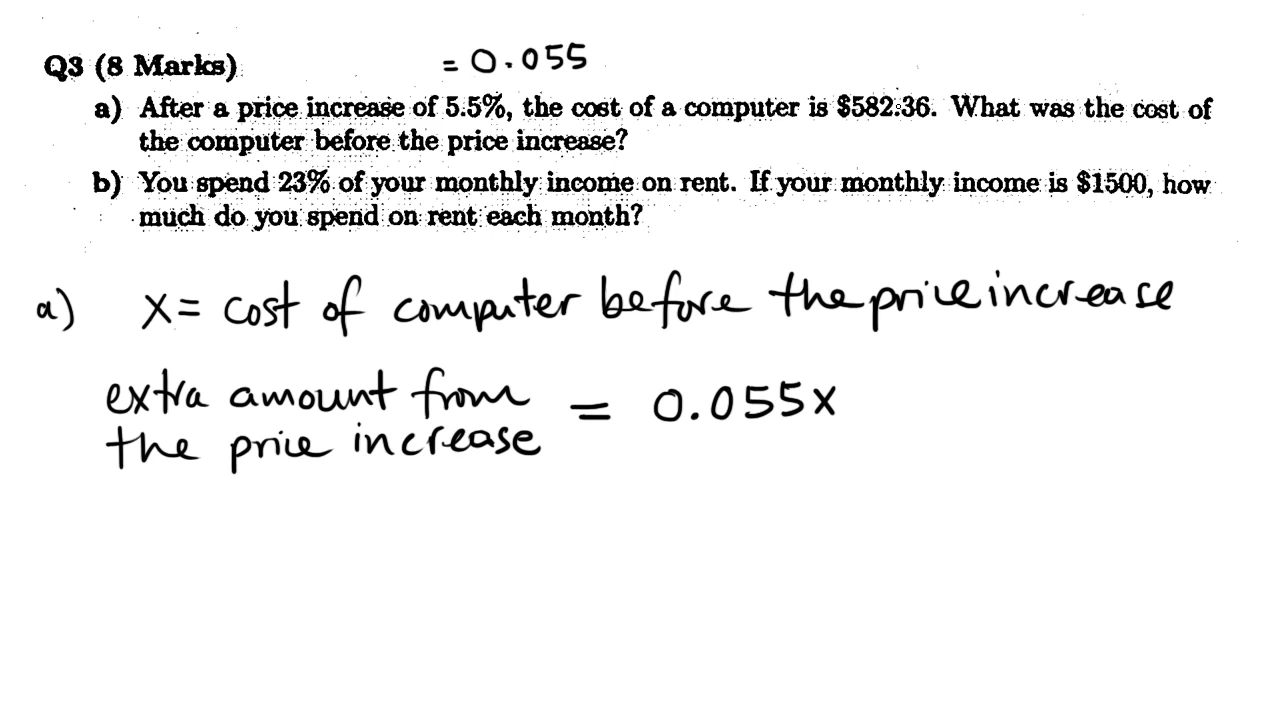 Q3 (8 Marks)
= 0.055
a) After a price increase of 5.5%, the cost of a computer is $582.36. What was the cost of
the computer before the price increase?
b) You spend 23% of your monthly income on rent. If your monthly income is $1500, how
much do you spend on rent each month?
a) x = cost of computer before the price increase
extra amount from
the price increase
= 0.055x